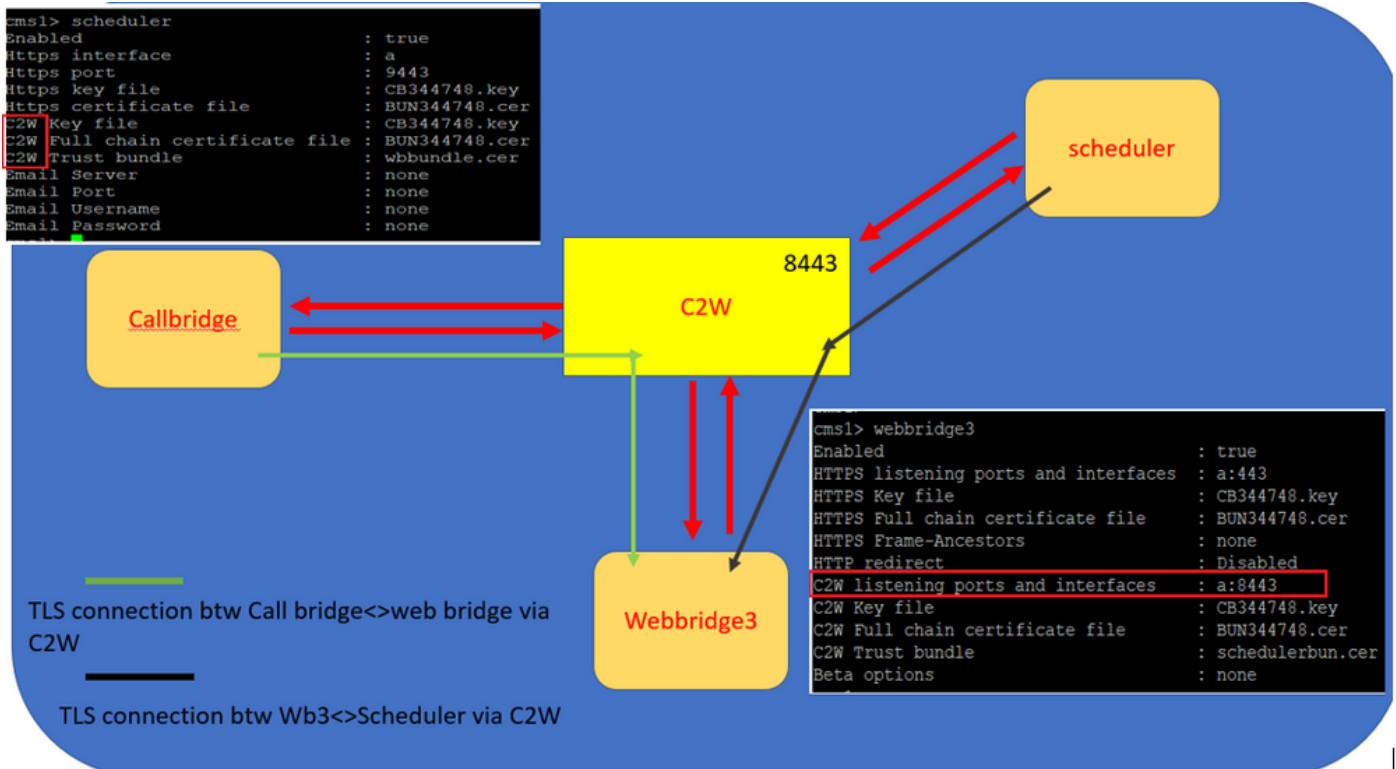 cms1> scheduler
Enabled : true
Https interface : a
Https port : 9443
Https key file : CB344748.key
Https certificate file : BUN344748.cer
C2W Key file : CB344748.key
C2W Full chain certificate file : BUN344748.cer
C2W Trust bundle : wbbundle.cer
Email Server : none
Email Port : none
Email Username : none
Email Password : none
scheduler
8443
C2W
Callbridge
cms1> webbridge3
Enabled : true
HTTPS listening ports and interfaces : a:443
HTTPS Key file : CB344748.key
HTTPS Full chain certificate file : BUN344748.cer
HTTPS Frame-Ancestors : none
HTTP redirect : Disabled
C2W listening ports and interfaces : a:8443
C2W Key file : CB344748.key
C2W Full chain certificate file : BUN344748.cer
C2W Trust bundle : schedulerbun.cer
Beta options : none
Webbridge3
TLS connection btw Call bridge<>web bridge via
C2W
TLS connection btw Wb3<>Scheduler via C2W